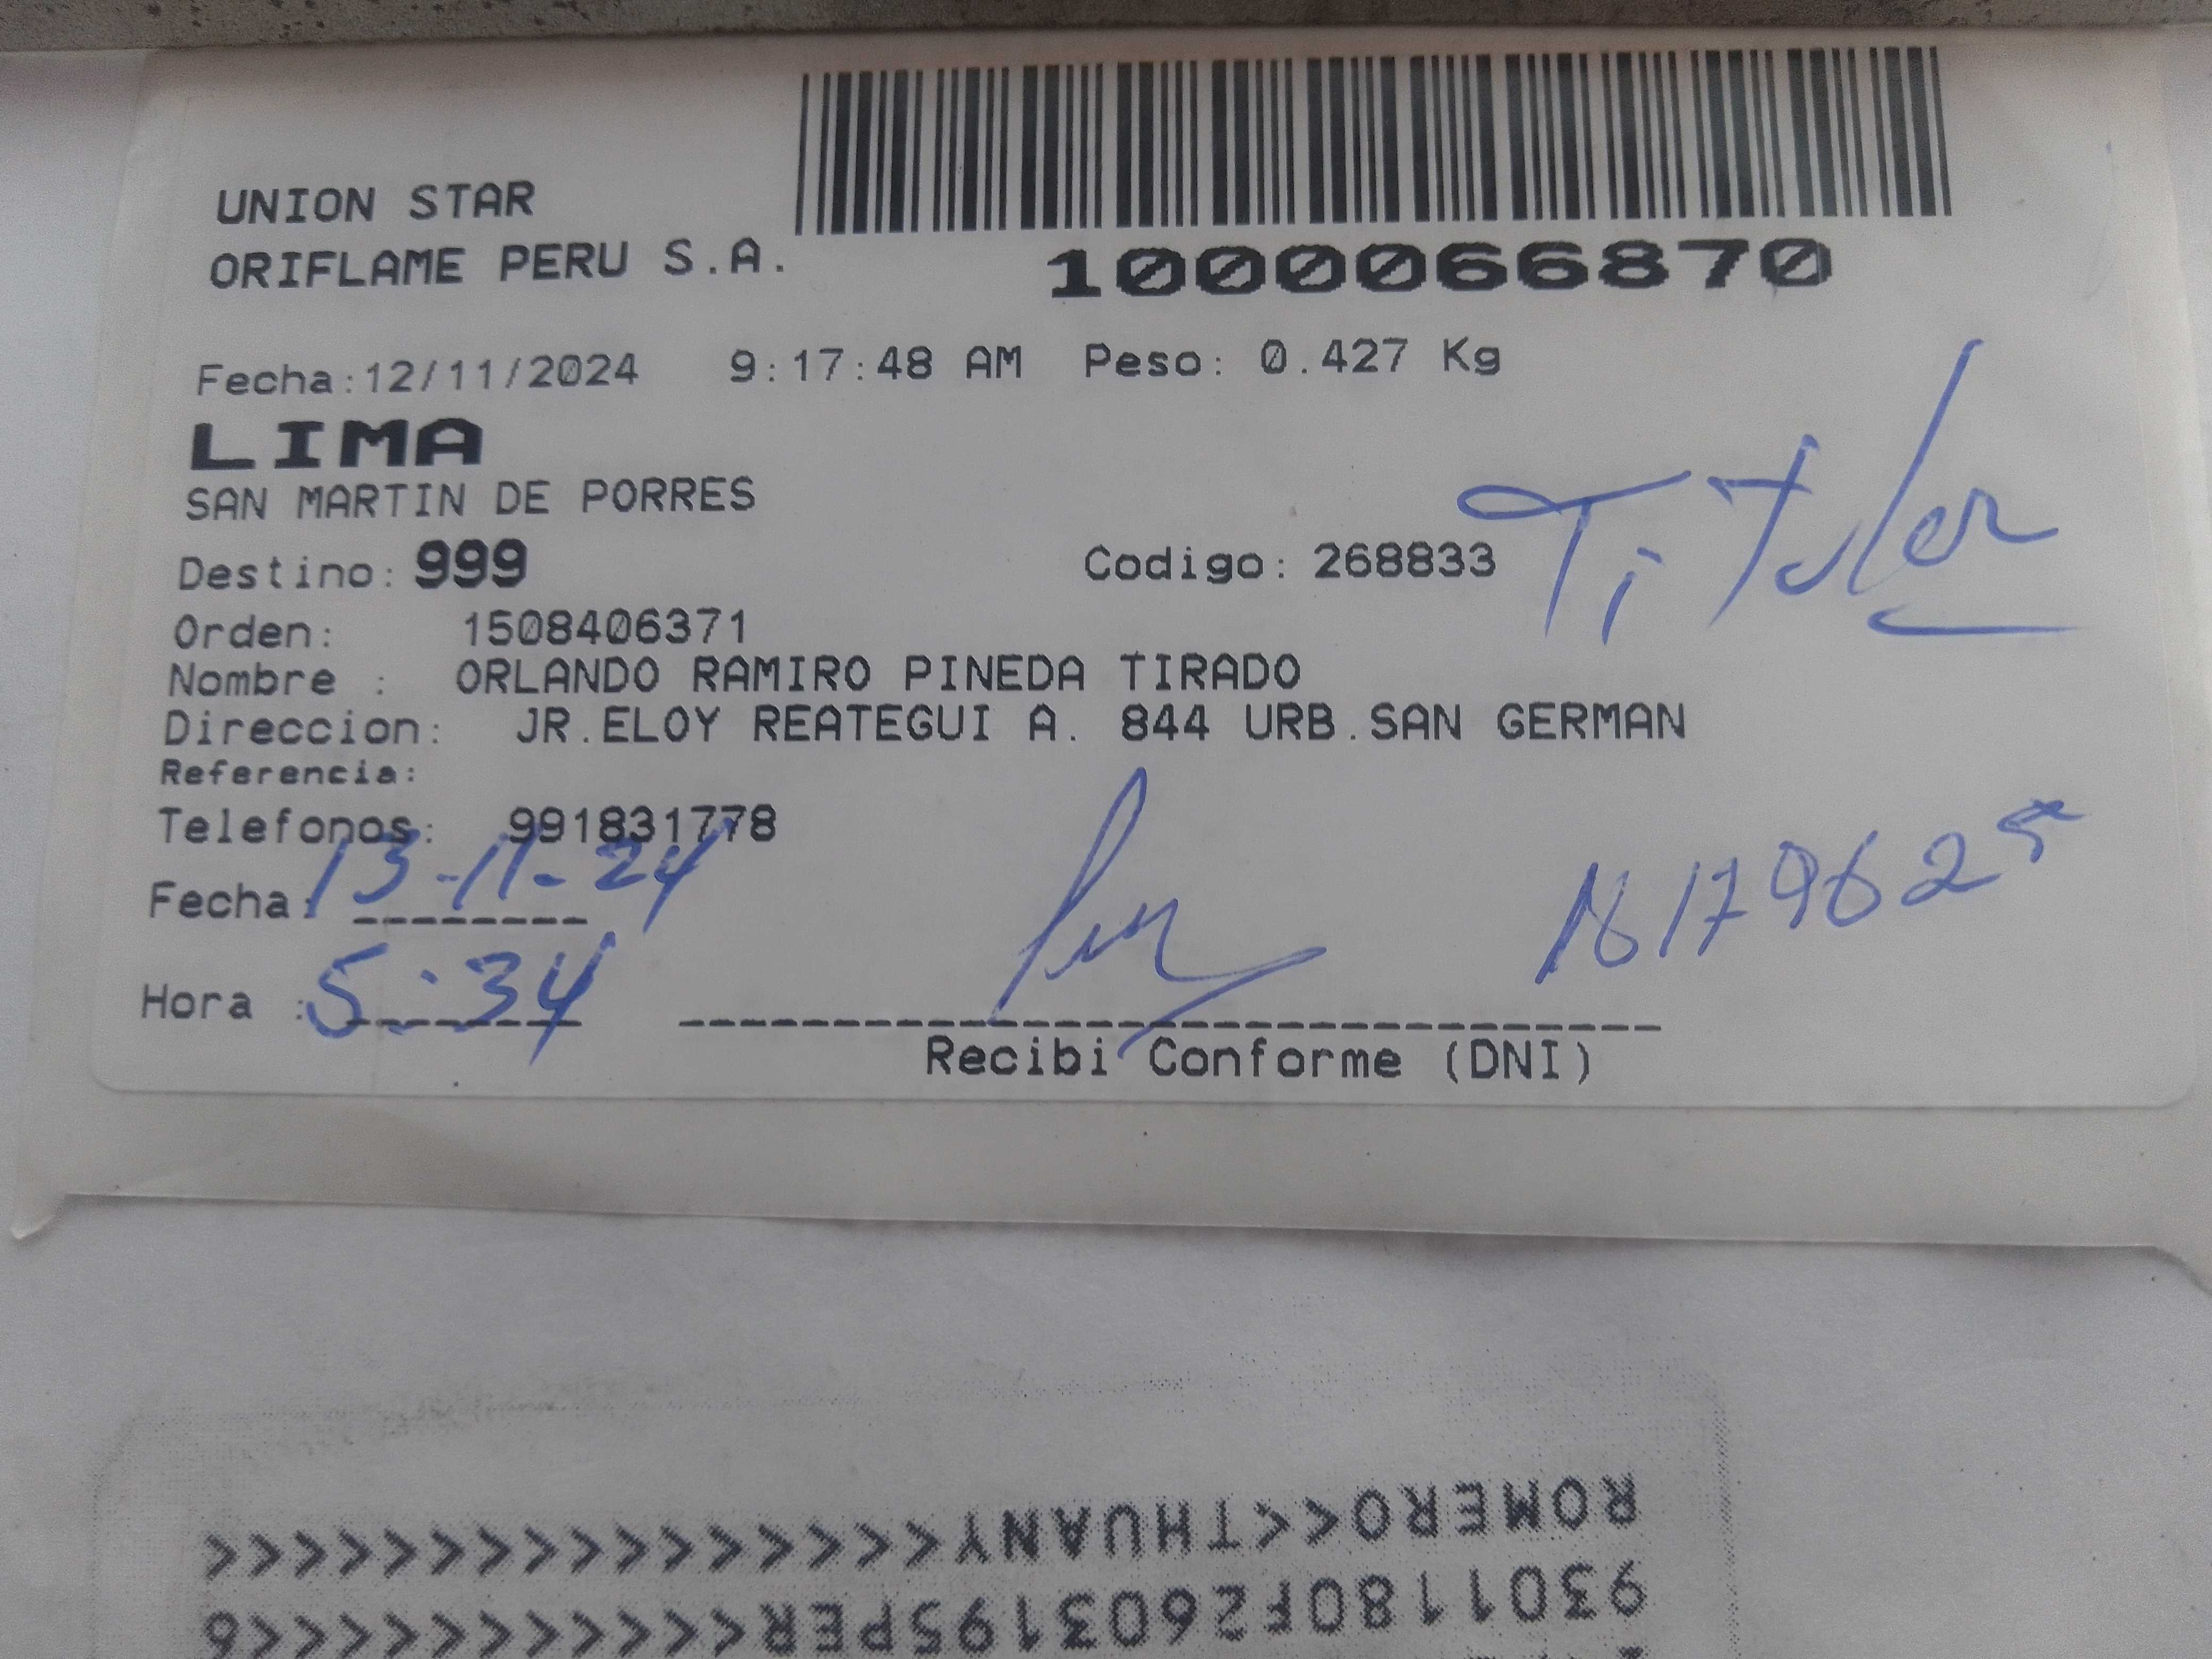 UNION STAR
ORIFLAME PERU S.A.
1000066870
Fecha:12/11/2024 9:17:48 AM Peso: 0.427 Kg
LIMA
SAN MARTIN DE PORRES
Titular
Destino: 999 Codigo: 268833
Orden: 1508406371
Nombre : ORLANDO RAMIRO PINEDA TIRADO
Direccion: JR.ELOY REATEGUI A. 844 URB.SAN GERMAN
Referencia:
Telefonos: 991831778
Fecha: 13-11-24
Hora : 5:34
Recibi Conforme (DNI)
ROMERO<<THUANY<<<<<<<<<<<<<<<<
9301180F2603195PER<<<<<<<<<<<6